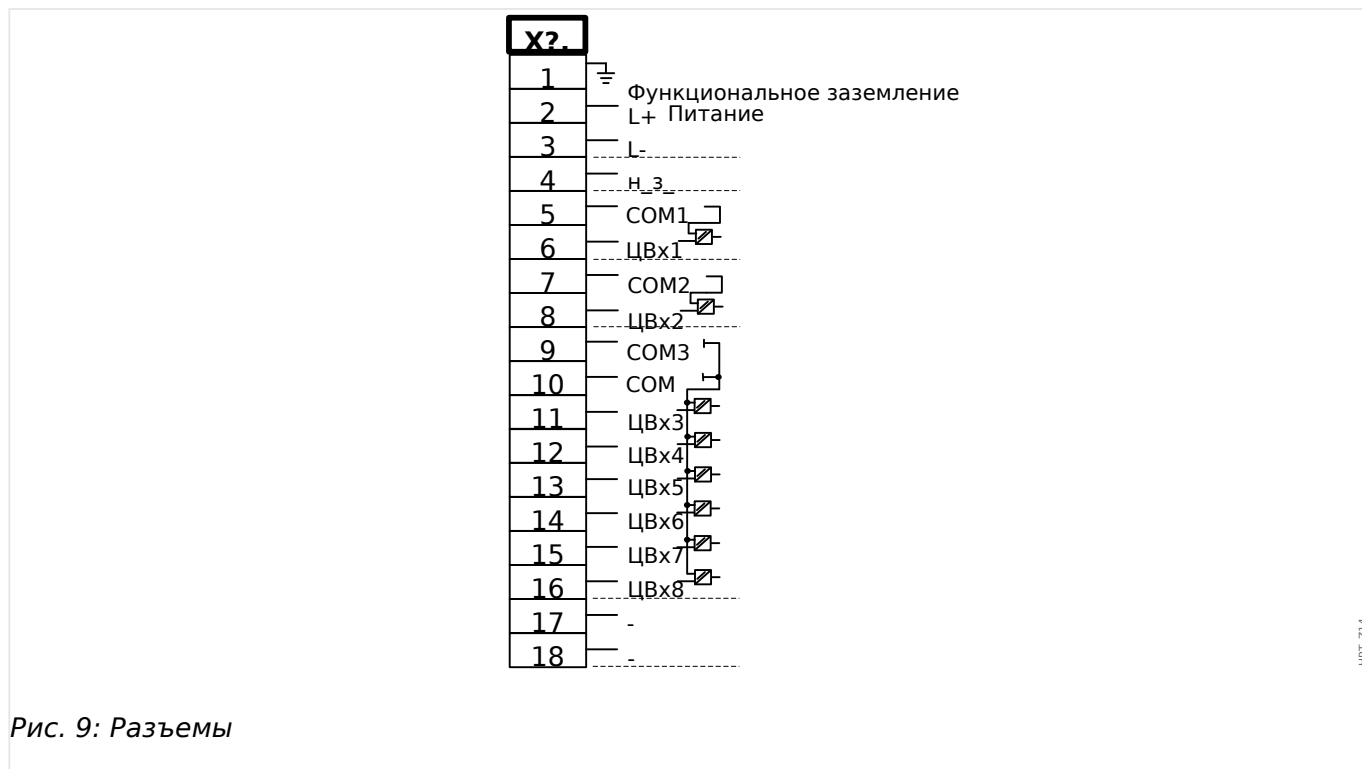 X?.
1
Функциональное заземление
2 L+ Питание
3 L-
4 н_з_
5 COM1
6 ЦВх1
7 COM2
8 ЦВх2
9 COM3
10 COM
11 ЦВх3
12 ЦВх4
13 ЦВх5
14 ЦВх6
15 ЦВх7
16 ЦВх8
17 -
18 -
Рис. 9: Разъемы